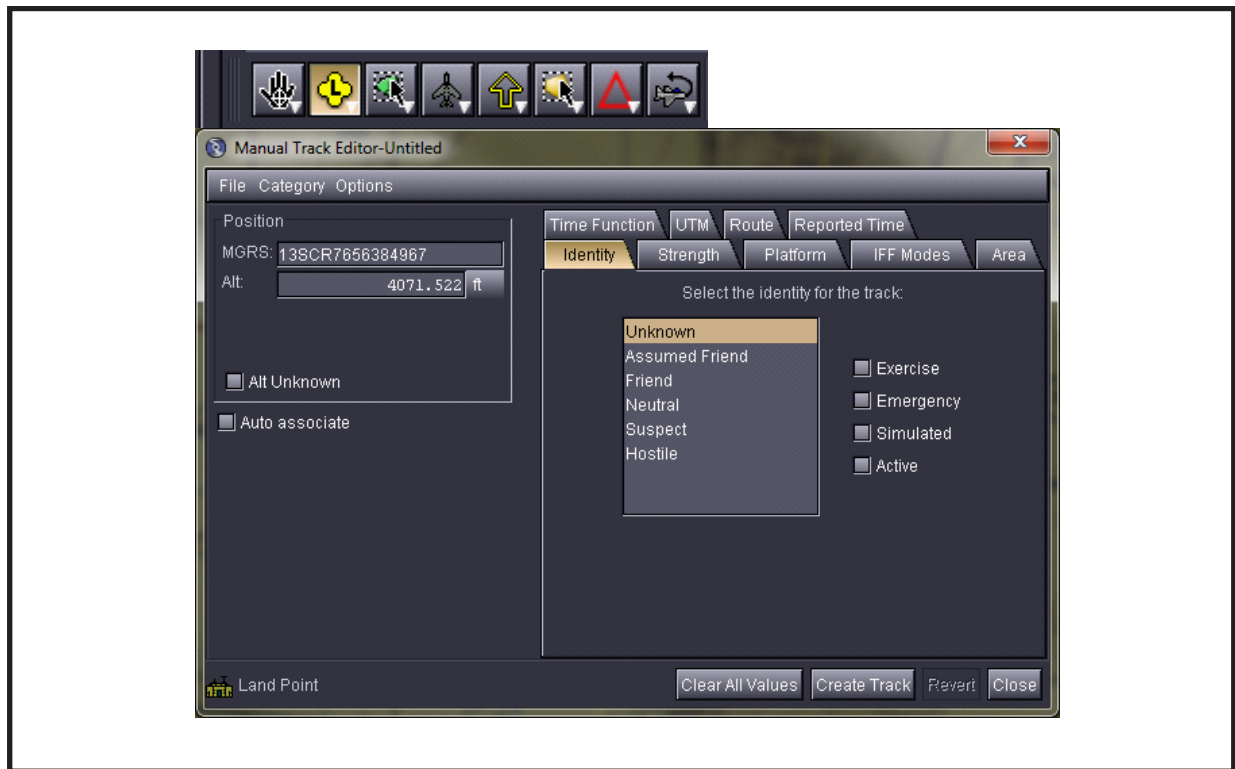 Manual Track Editor-Untitled
File Category Options
Position
MGRS: 13SCR7656384967
Alt: 4071.522 ft
Alt Unknown
Auto associate
Time Function UTM Route Reported Time
Identity Strength Platform IFF Modes Area
Select the identity for the track:
Unknown
Assumed Friend
Friend
Neutral
Suspect
Hostile
Exercise
Emergency
Simulated
Active
Land Point
Clear All Values Create Track Revert Close